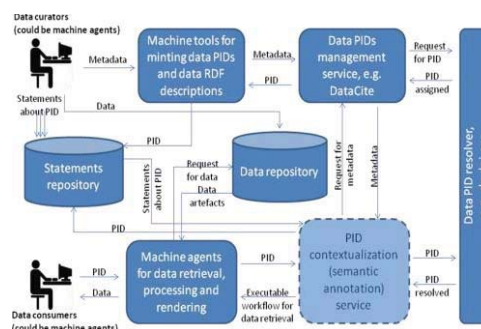 Data curators
(could be machine agents)
Metadata
Machine tools for
minting data PIDs
and data RDF
descriptions
Metadata
PID
Data PIDs
management
service, e.g.
DataCite
Request
for PID
PID
assigned
Statements
about PID
Data
PID
Statements
repository
Statements
about PID
Request
for data
Data
artefacts
Data repository
Request for
metadata
Metadata
Data PID resolver,
PID
Data consumers
(could be machine agents)
PID
Data
Machine agents
for data retrieval,
processing and
rendering
PID
Executable
workflow for
data retrieval
PID
contextualization
(semantic
annotation)
service
PID
PID
resolved